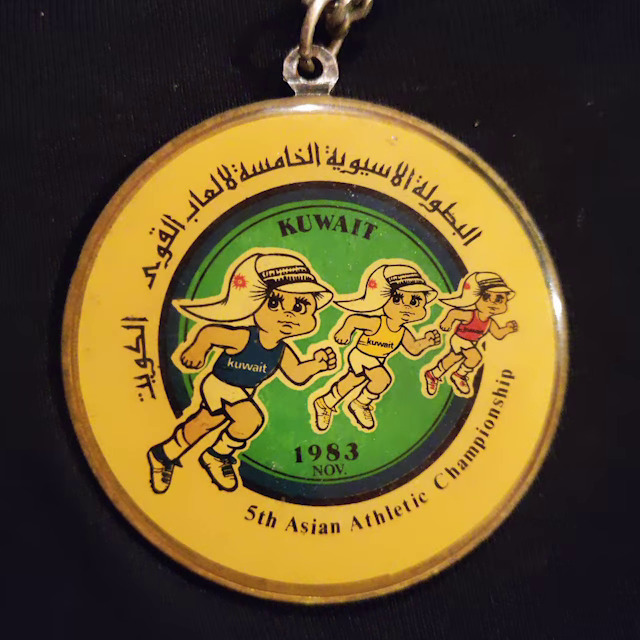 البطولة الاسيوية الخامسة لالعاب القوى
الكويت
KUWAIT
kuwait
kuwait
1983
NOV.
5th Asian Athletic Championship